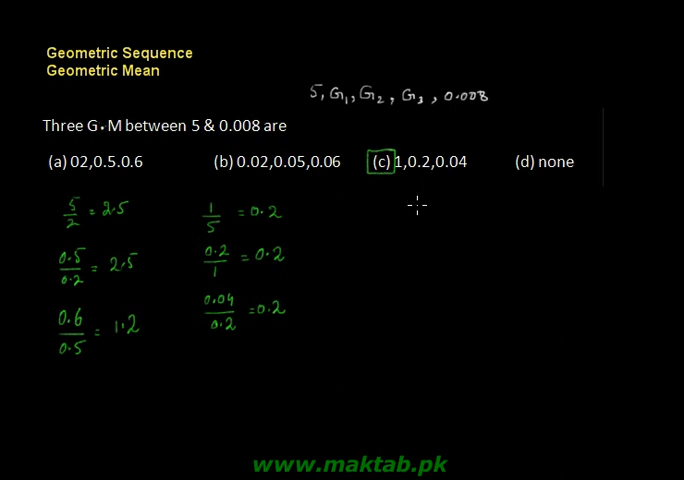 Geometric Sequence
Geometric Mean
5, G₁, G₂, G₃, 0.008
Three G.M between 5 & 0.008 are
(a) 02,0.5.0.6 (b) 0.02,0.05,0.06 (c) 1,0.2,0.04 (d) none
5/2 = 2.5 1/5 = 0.2
0.5/0.2 = 2.5 0.2/1 = 0.2
0.6/0.5 = 1.2 0.04/0.2 = 0.2
www.maktab.pk